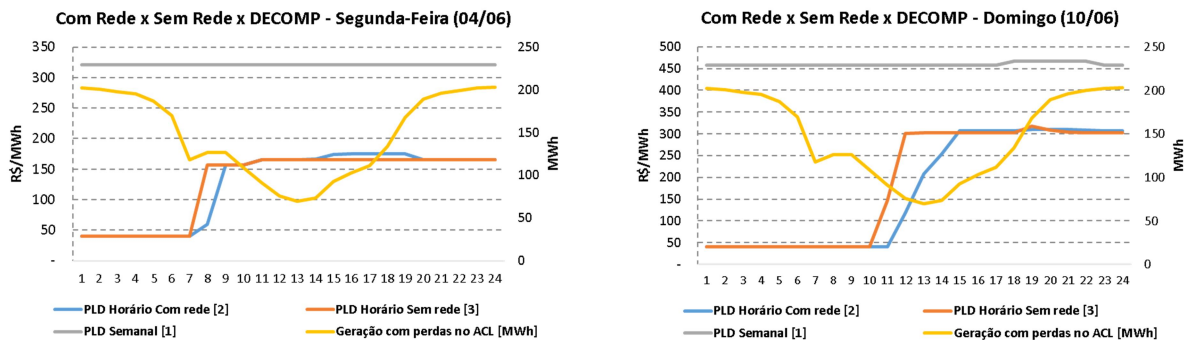 Com Rede x Sem Rede x DECOMP - Segunda-Feira (04/06)
350
300
250
200
150
100
50
-
R$/MWh
250
200
150
100
50
0
MWh
1 2 3 4 5 6 7 8 9 10 11 12 13 14 15 16 17 18 19 20 21 22 23 24
PLD Horário Com rede [2] PLD Horário Sem rede [3]
PLD Semanal [1] Geração com perdas no ACL [MWh]
Com Rede x Sem Rede x DECOMP - Domingo (10/06)
500
450
400
350
300
250
200
150
100
50
-
R$/MWh
250
200
150
100
50
0
MWh
1 2 3 4 5 6 7 8 9 10 11 12 13 14 15 16 17 18 19 20 21 22 23 24
PLD Horário Com rede [2] PLD Horário Sem rede [3]
PLD Semanal [1] Geração com perdas no ACL [MWh]